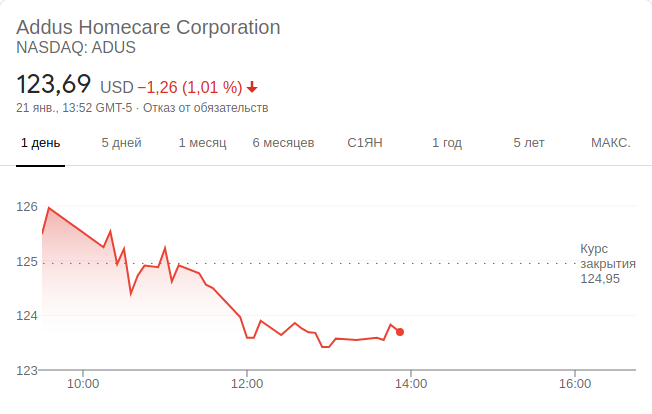 Addus Homecare Corporation
NASDAQ: ADUS
123,69 USD −1,26 (1,01 %)
21 янв., 13:52 GMT-5 · Отказ от обязательств
1 день 5 дней 1 месяц 6 месяцев С1ЯН 1 год 5 лет МАКС.
126
125
124
123
Курс
закрытия
124,95
10:00 12:00 14:00 16:00